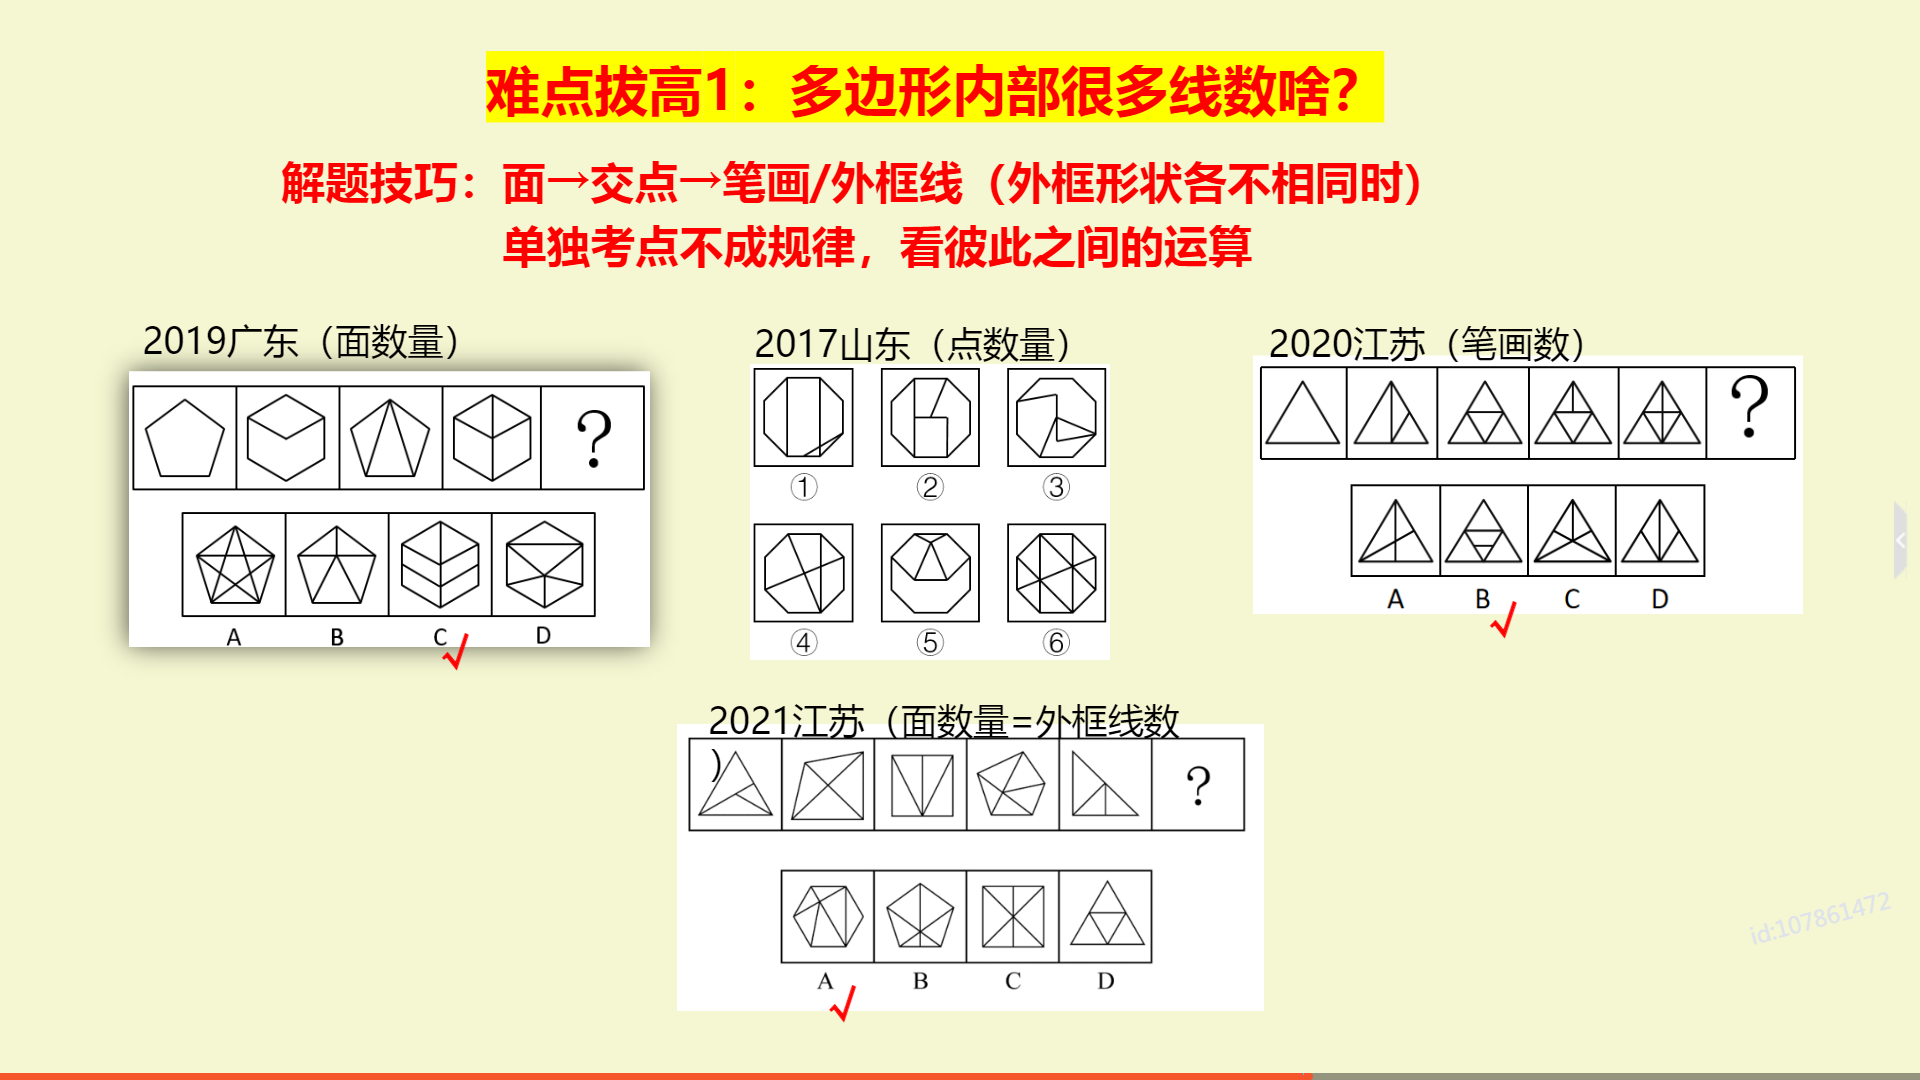 难点拔高1：多边形内部很多线数啥？
解题技巧：面→交点→笔画/外框线（外框形状各不相同时）
单独考点不成规律，看彼此之间的运算
2019广东（面数量）
?
A B C D
2017山东（点数量）
① ② ③
④ ⑤ ⑥
2020江苏（笔画数）
?
A B C D
2021江苏（面数量=外框线数
）
?
A B C D
id:107861472